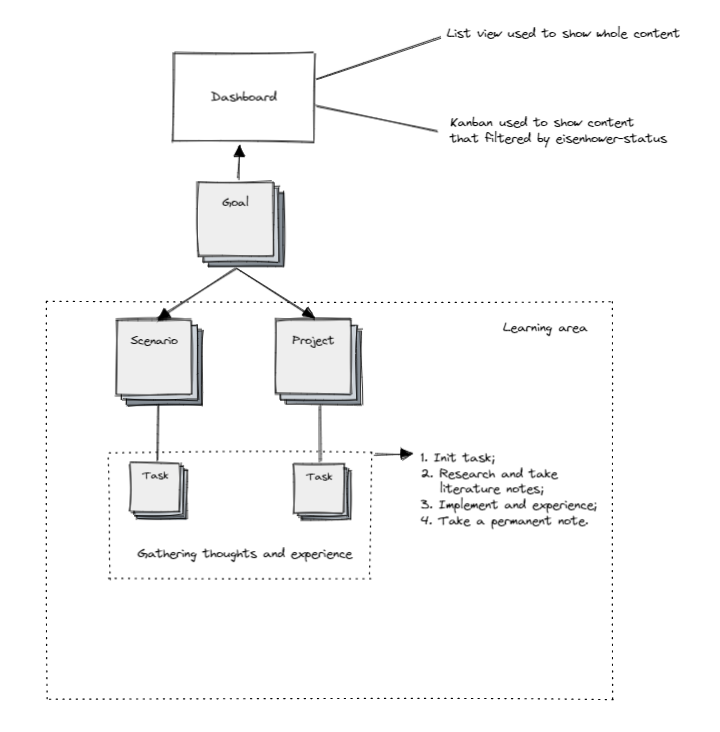 List view used to show whole content
Dashboard
Kanban used to show content
that filtered by eisenhower-status
Goal
Learning area
Scenario
Project
1. Init task;
2. Research and take
literature notes;
3. Implement and experience;
4. Take a permanent note.
Task
Task
Gathering thoughts and experience